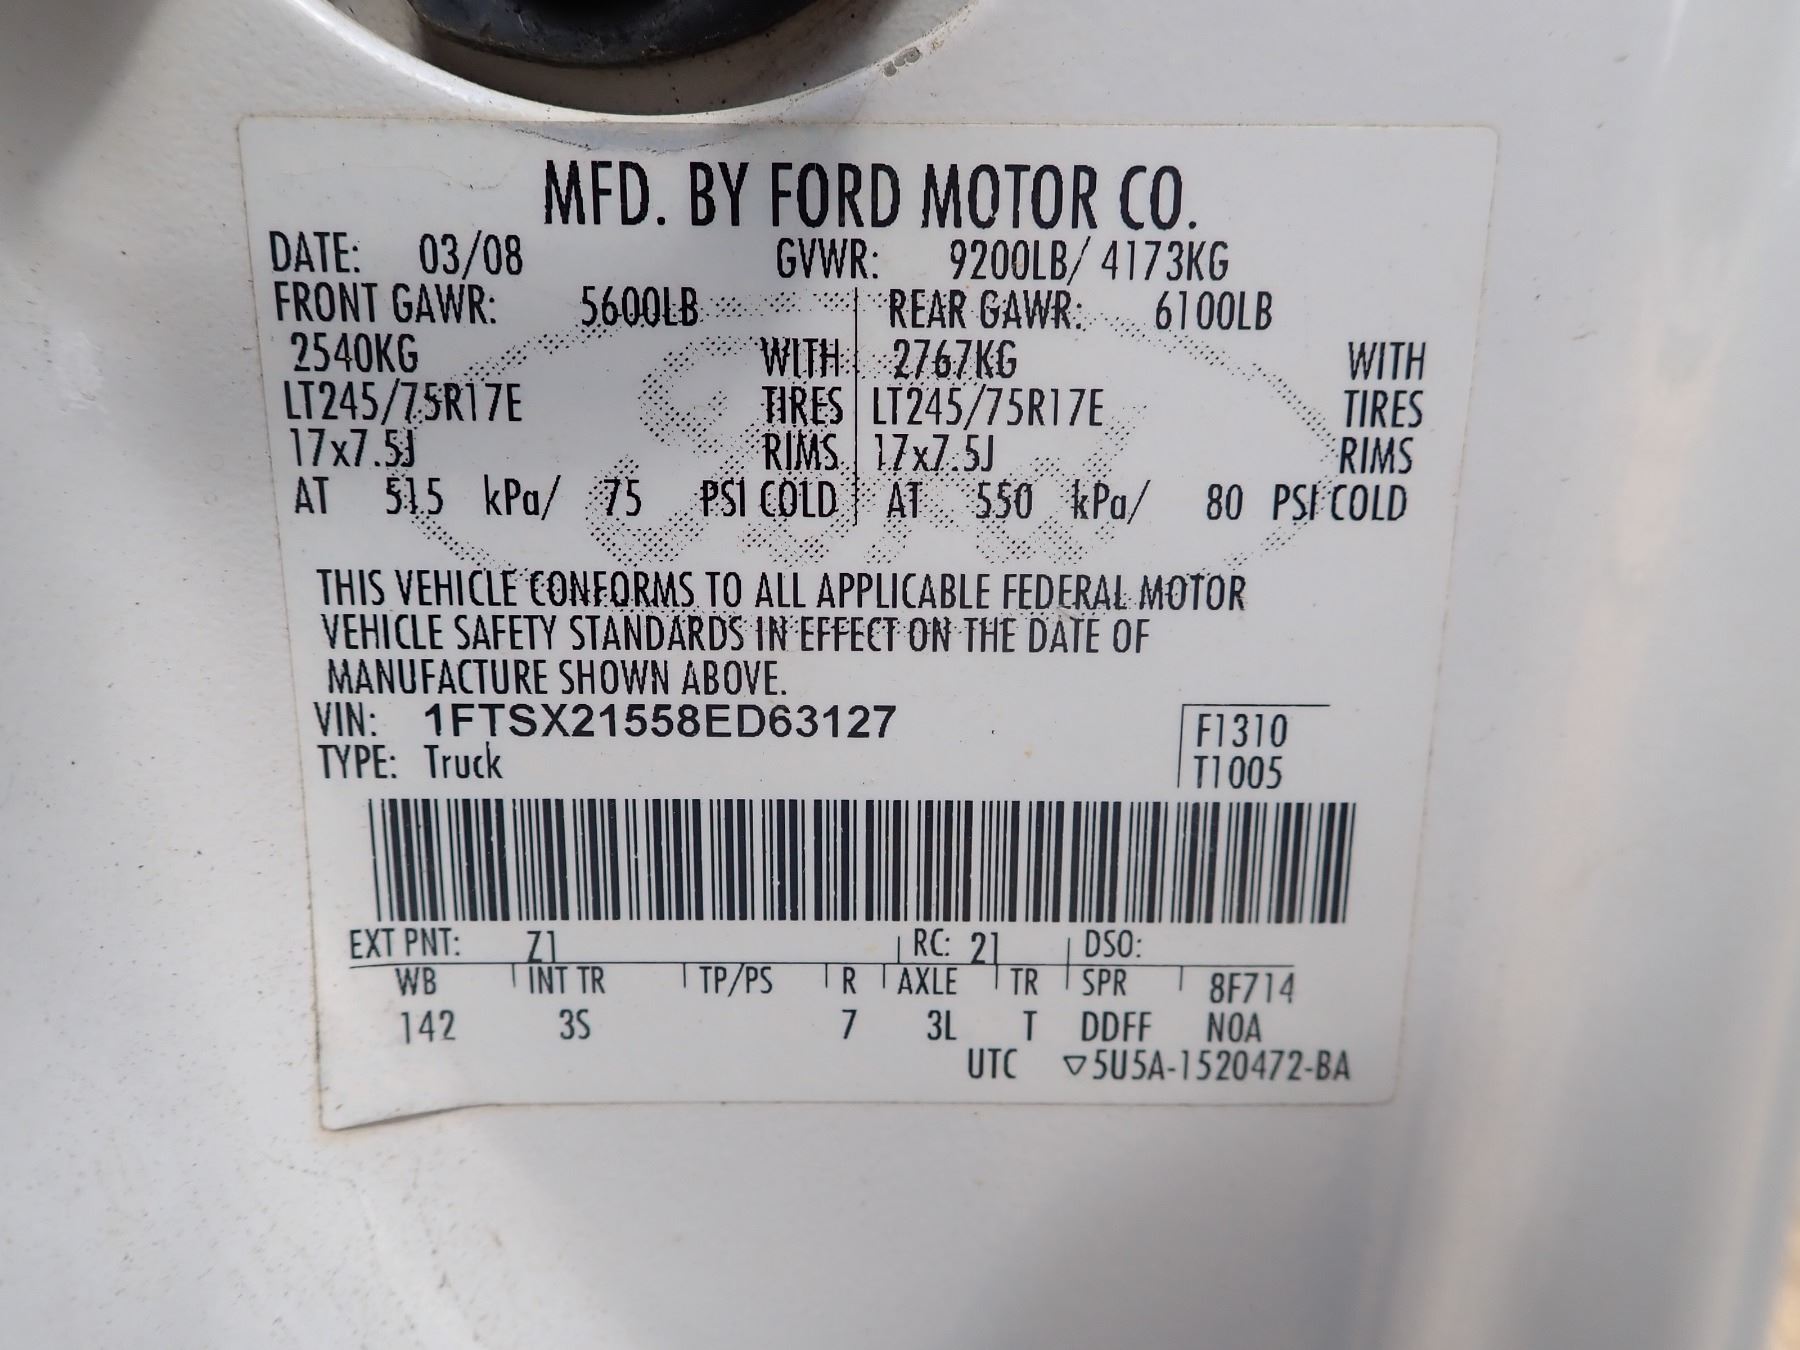 MFD. BY FORD MOTOR CO.
DATE: 03/08 GVWR: 9200LB/ 4173KG
FRONT GAWR: 5600LB REAR GAWR: 6100LB
2540KG WITH 2767KG WITH
LT245/75R17E TIRES LT245/75R17E TIRES
17x7.5J RIMS 17x7.5J RIMS
AT 515 kPa/ 75 PSI COLD AT 550 kPa/ 80 PSI COLD
THIS VEHICLE CONFORMS TO ALL APPLICABLE FEDERAL MOTOR
VEHICLE SAFETY STANDARDS IN EFFECT ON THE DATE OF
MANUFACTURE SHOWN ABOVE.
VIN: 1FTSX21558ED63127 F1310
TYPE: Truck T1005
EXT PNT: Z1 RC: 21 DSO:
WB INT TR TP/PS R AXLE TR SPR 8F714
142 3S 7 3L T DDFF NOA
UTC ▽5U5A-1520472-BA